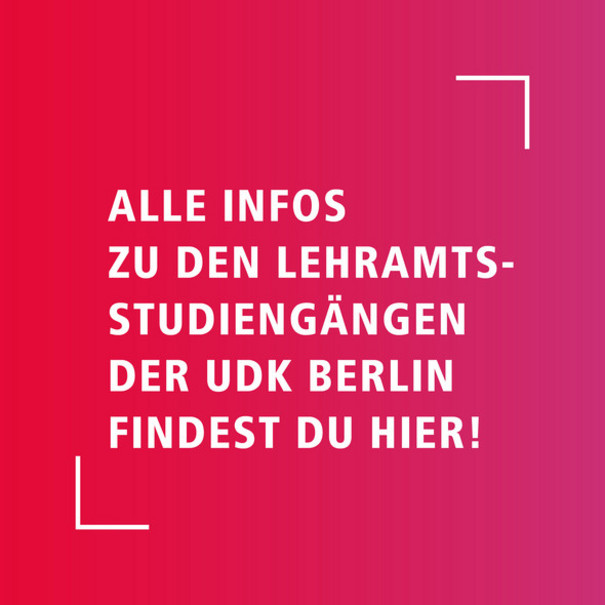 ALLE INFOS
ZU DEN LEHRAMTS-
STUDIENGÄNGEN
DER UDK BERLIN
FINDEST DU HIER!